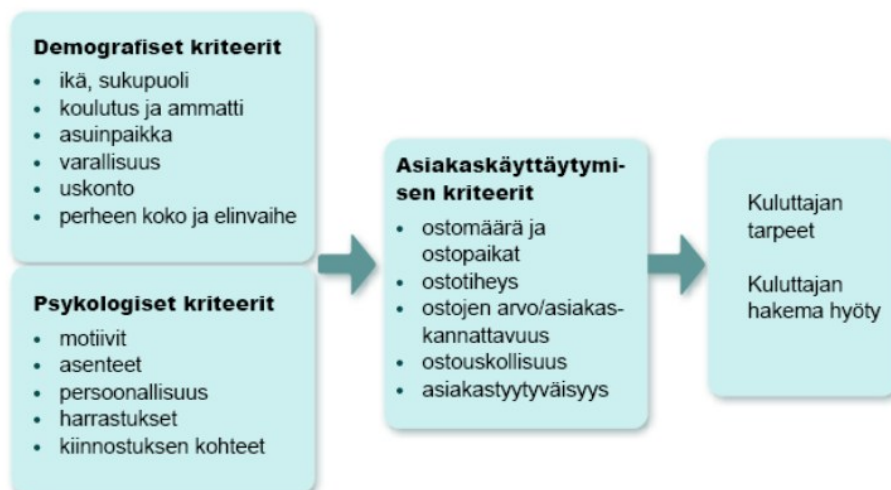 Demografiset kriteerit
• ikä, sukupuoli
• koulutus ja ammatti
• asuinpaikka
• varallisuus
• uskonto
• perheen koko ja elinvaihe
Psykologiset kriteerit
• motiivit
• asenteet
• persoonallisuus
• harrastukset
• kiinnostuksen kohteet
Asiakaskäyttäytymi-
sen kriteerit
• ostomäärä ja
ostopaikat
• ostotiheys
• ostojen arvo/asiakas-
kannattavuus
• ostouskollisuus
• asiakastyytyväisyys
Kuluttajan
tarpeet
Kuluttajan
hakema hyöty